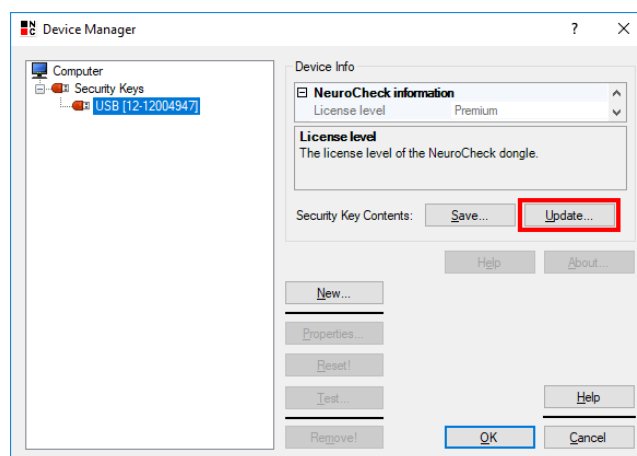 NC Device Manager
Computer
Security Keys
USB [12-12004947]
Device Info
NeuroCheck information
License level Premium
License level
The license level of the NeuroCheck dongle.
Security Key Contents: Save... Update...
Help About...
New...
Properties...
Reset!
Test...
Help
Remove! OK Cancel